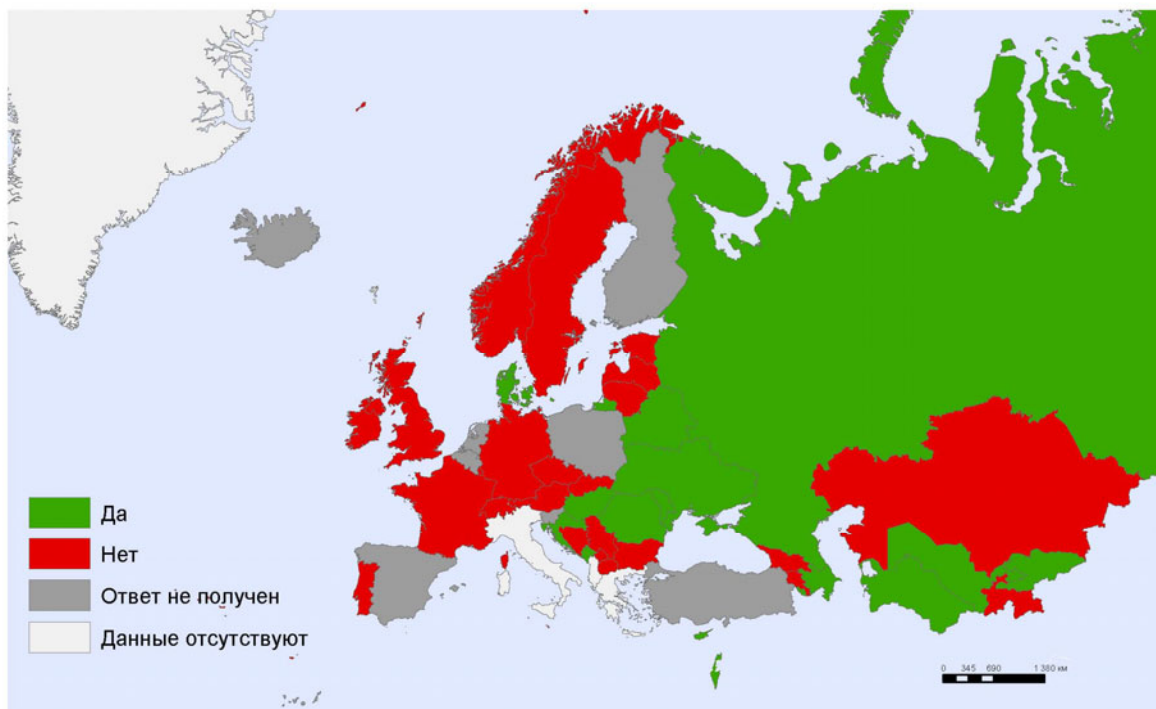 Да
Нет
Ответ не получен
Данные отсутствуют
0 345 690 1 380 км